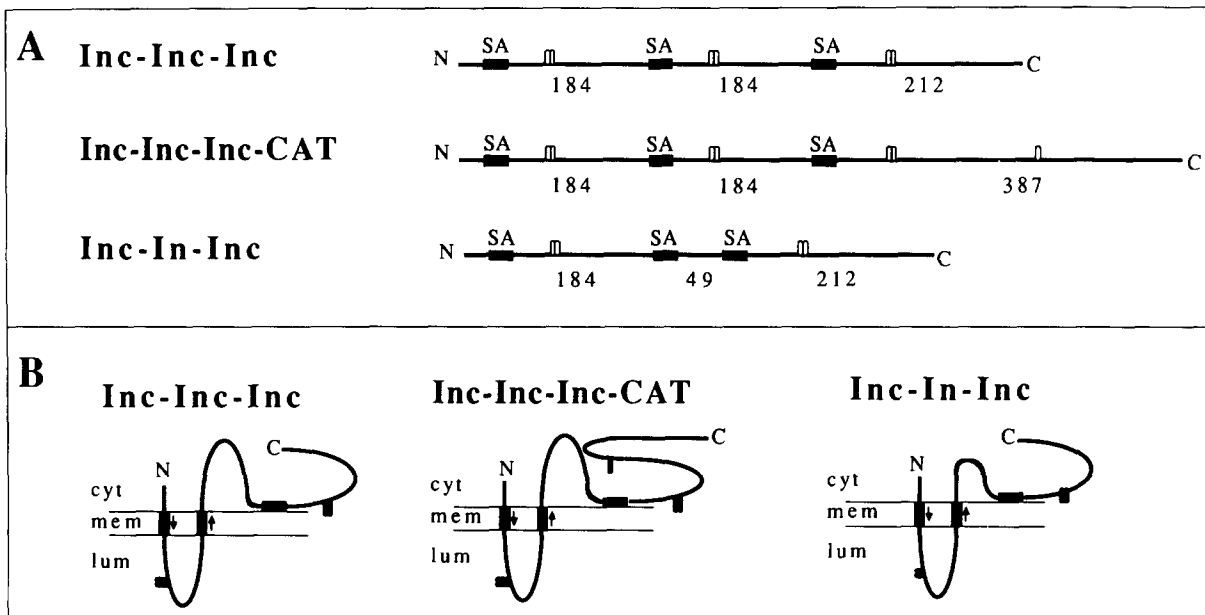 A
Inc-Inc-Inc
N SA SA SA C
184 184 212
Inc-Inc-Inc-CAT
N SA SA SA C
184 184 387
Inc-In-Inc
N SA SA SA C
184 49 212
B
Inc-Inc-Inc Inc-Inc-Inc-CAT Inc-In-Inc
N C N C N C
cyt cyt cyt
mem mem mem
lum lum lum